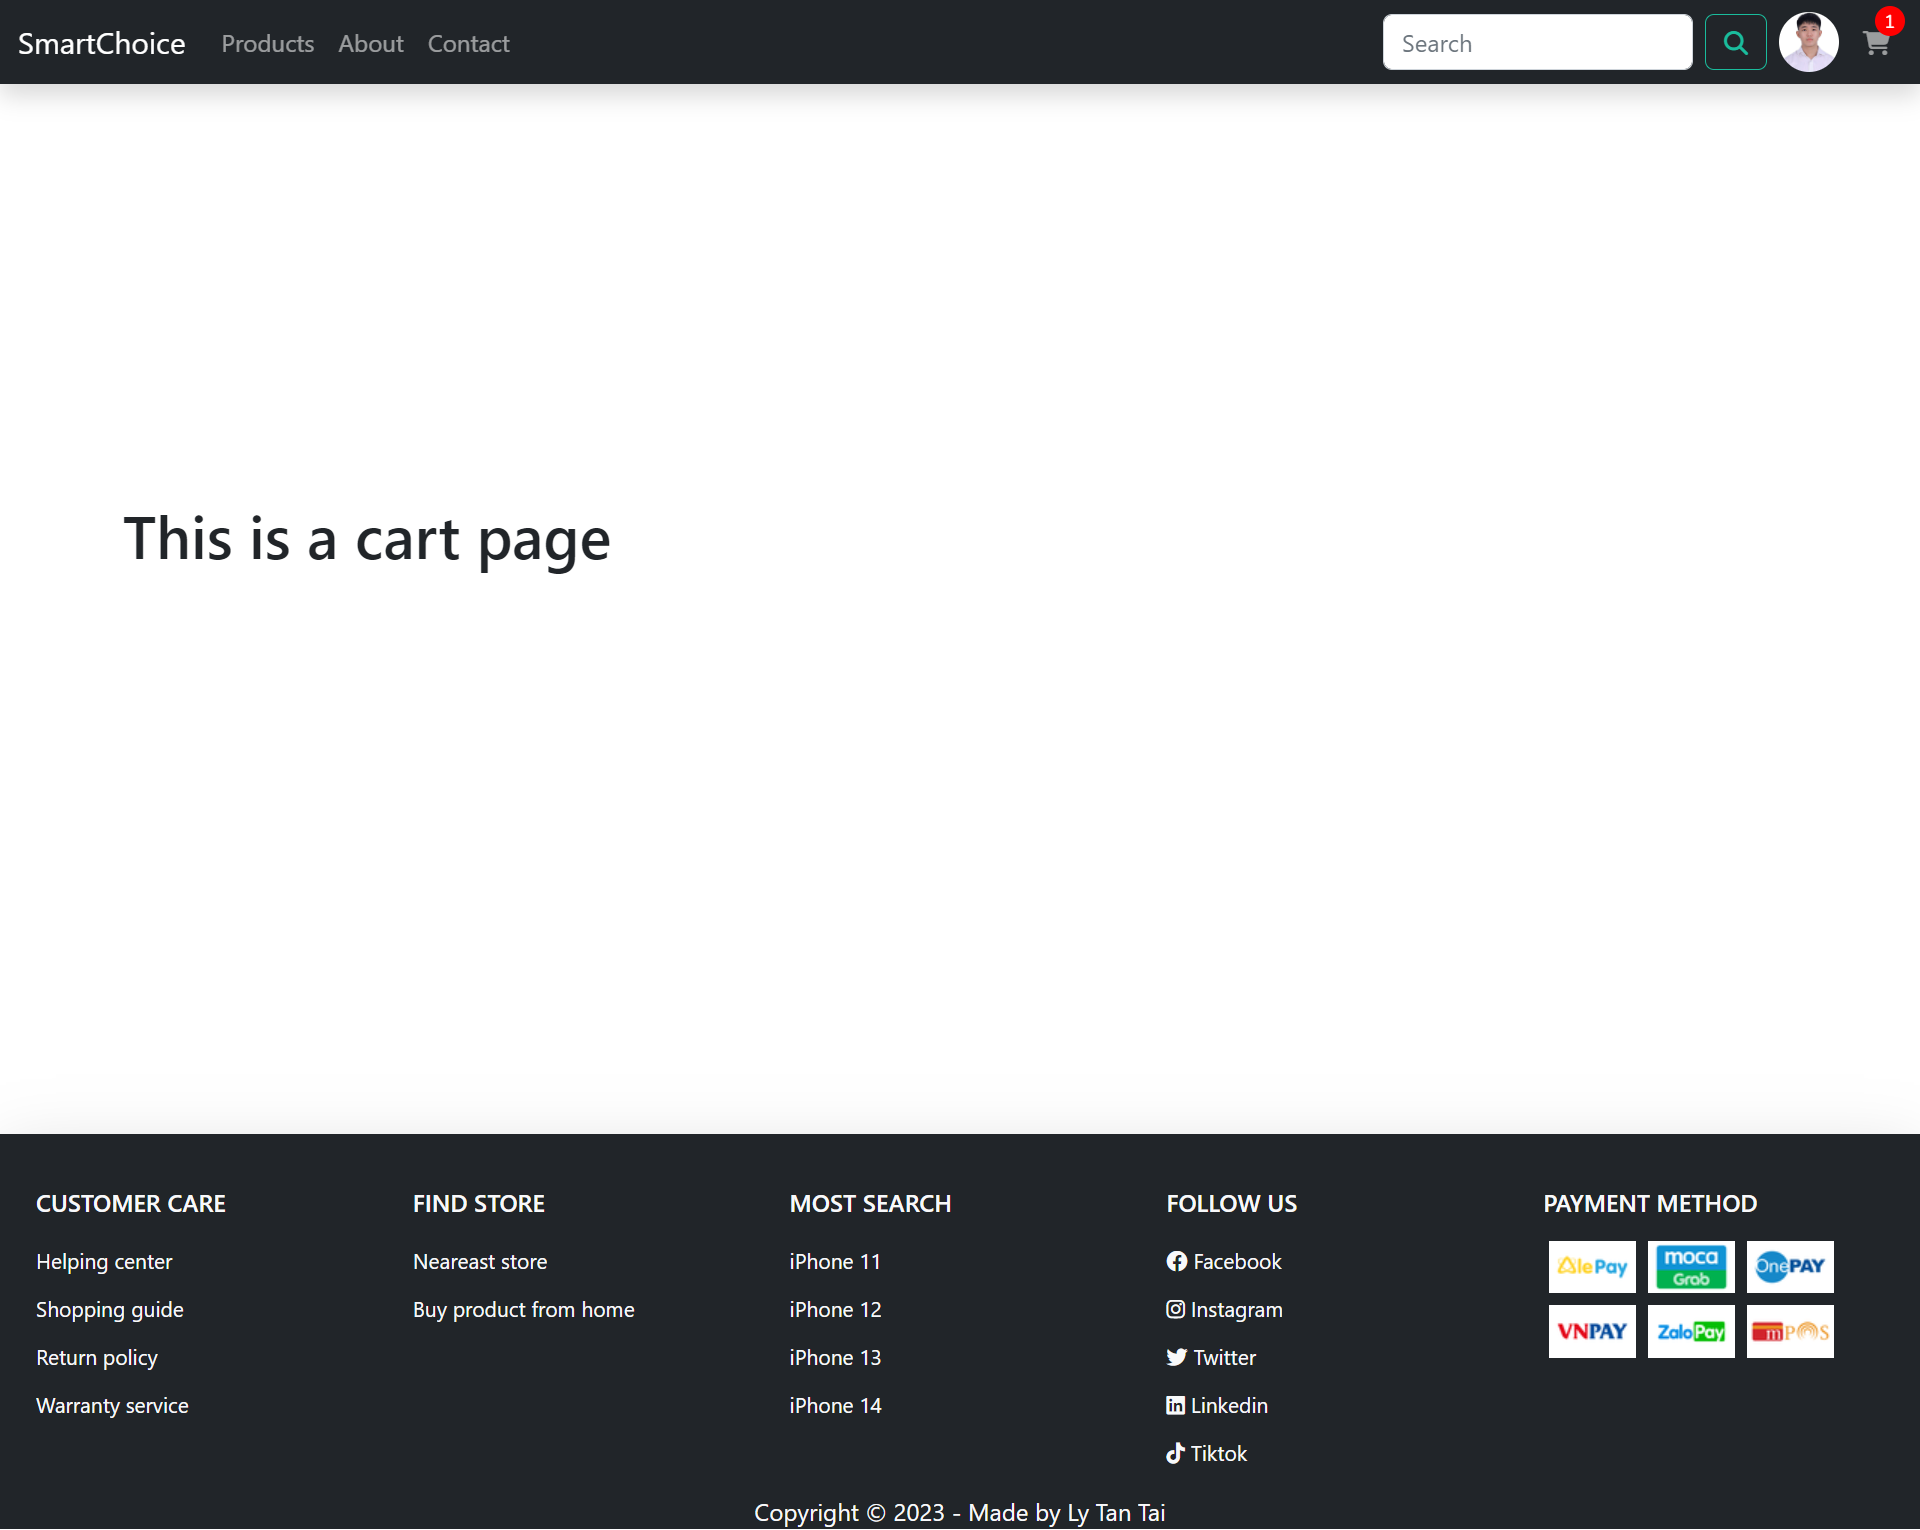 SmartChoice Products About Contact Search 1
This is a cart page
CUSTOMER CARE
Helping center
Shopping guide
Return policy
Warranty service
FIND STORE
Neareast store
Buy product from home
MOST SEARCH
iPhone 11
iPhone 12
iPhone 13
iPhone 14
FOLLOW US
Facebook
Instagram
Twitter
Linkedin
Tiktok
PAYMENT METHOD
AlePay
moca
Grab
OnePAY
VNPAY
ZaloPay
mPOS
Copyright © 2023 - Made by Ly Tan Tai